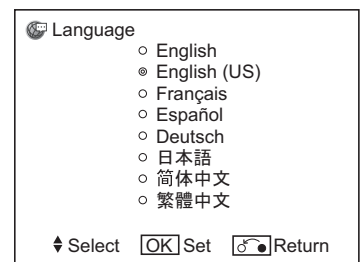 Language
English
English (US)
Français
Español
Deutsch
日本語
简体中文
繁體中文
Select OK Set Return